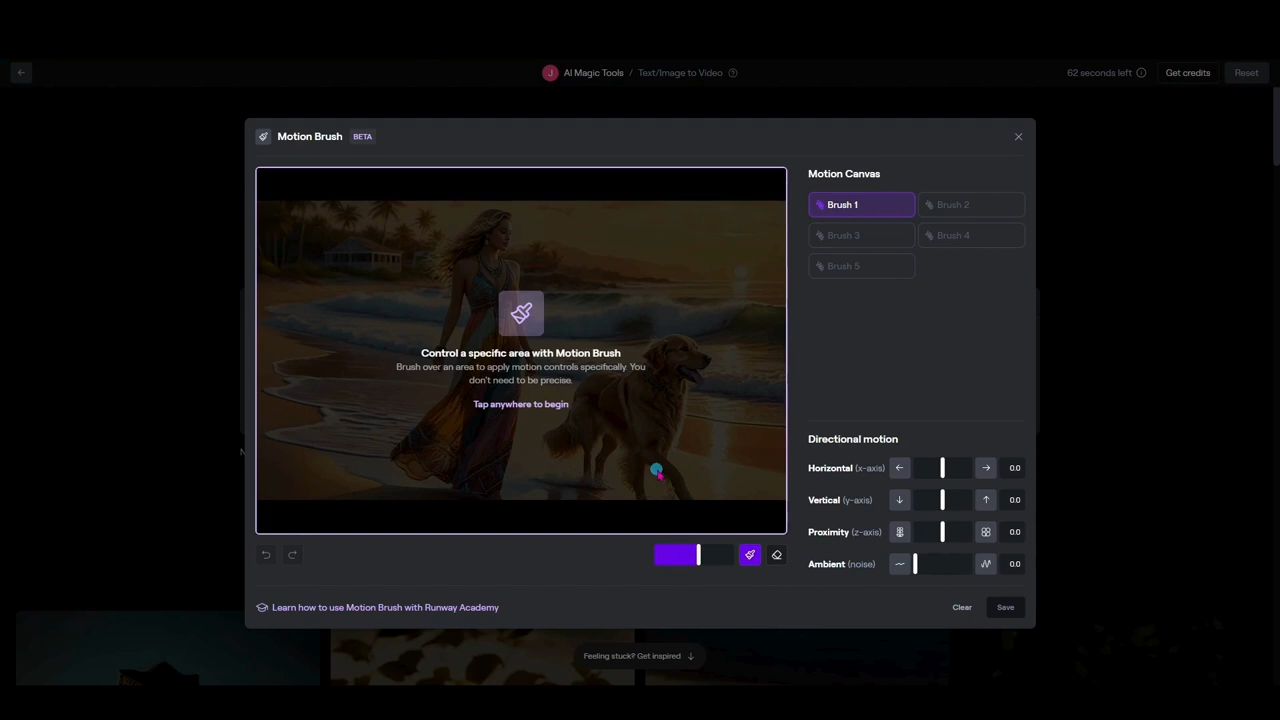 J AI Magic Tools / Text/Image to Video
62 seconds left
Get credits
Reset
Motion Brush BETA
Control a specific area with Motion Brush
Brush over an area to apply motion controls specifically. You
don't need to be precise.
Tap anywhere to begin
Motion Canvas
Brush 1
Brush 2
Brush 3
Brush 4
Brush 5
Directional motion
Horizontal (x-axis) 0.0
Vertical (y-axis) 0.0
Proximity (z-axis) 0.0
Ambient (noise) 0.0
Learn how to use Motion Brush with Runway Academy
Clear
Save
Feeling stuck? Get inspired